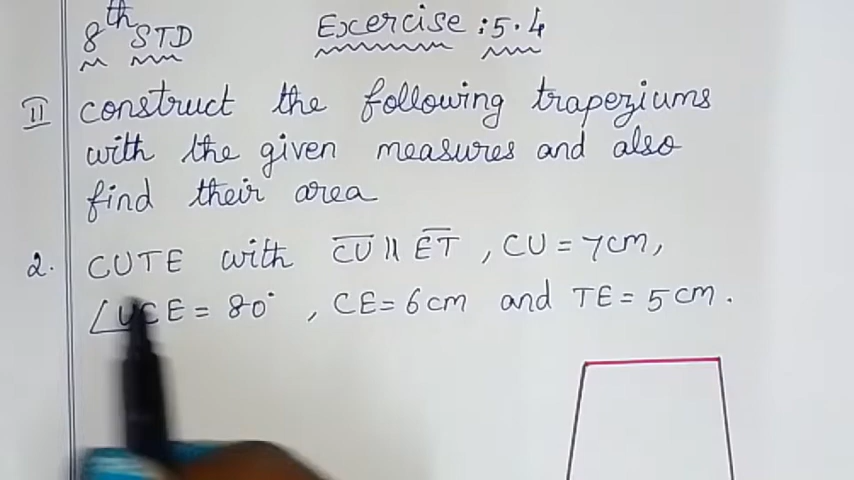 8th STD Exercise : 5.4
II construct the following trapeziums
with the given measures and also
find their area
2. CUTE with CU || ET , CU = 7cm,
∠UCE = 80° , CE = 6cm and TE = 5cm.